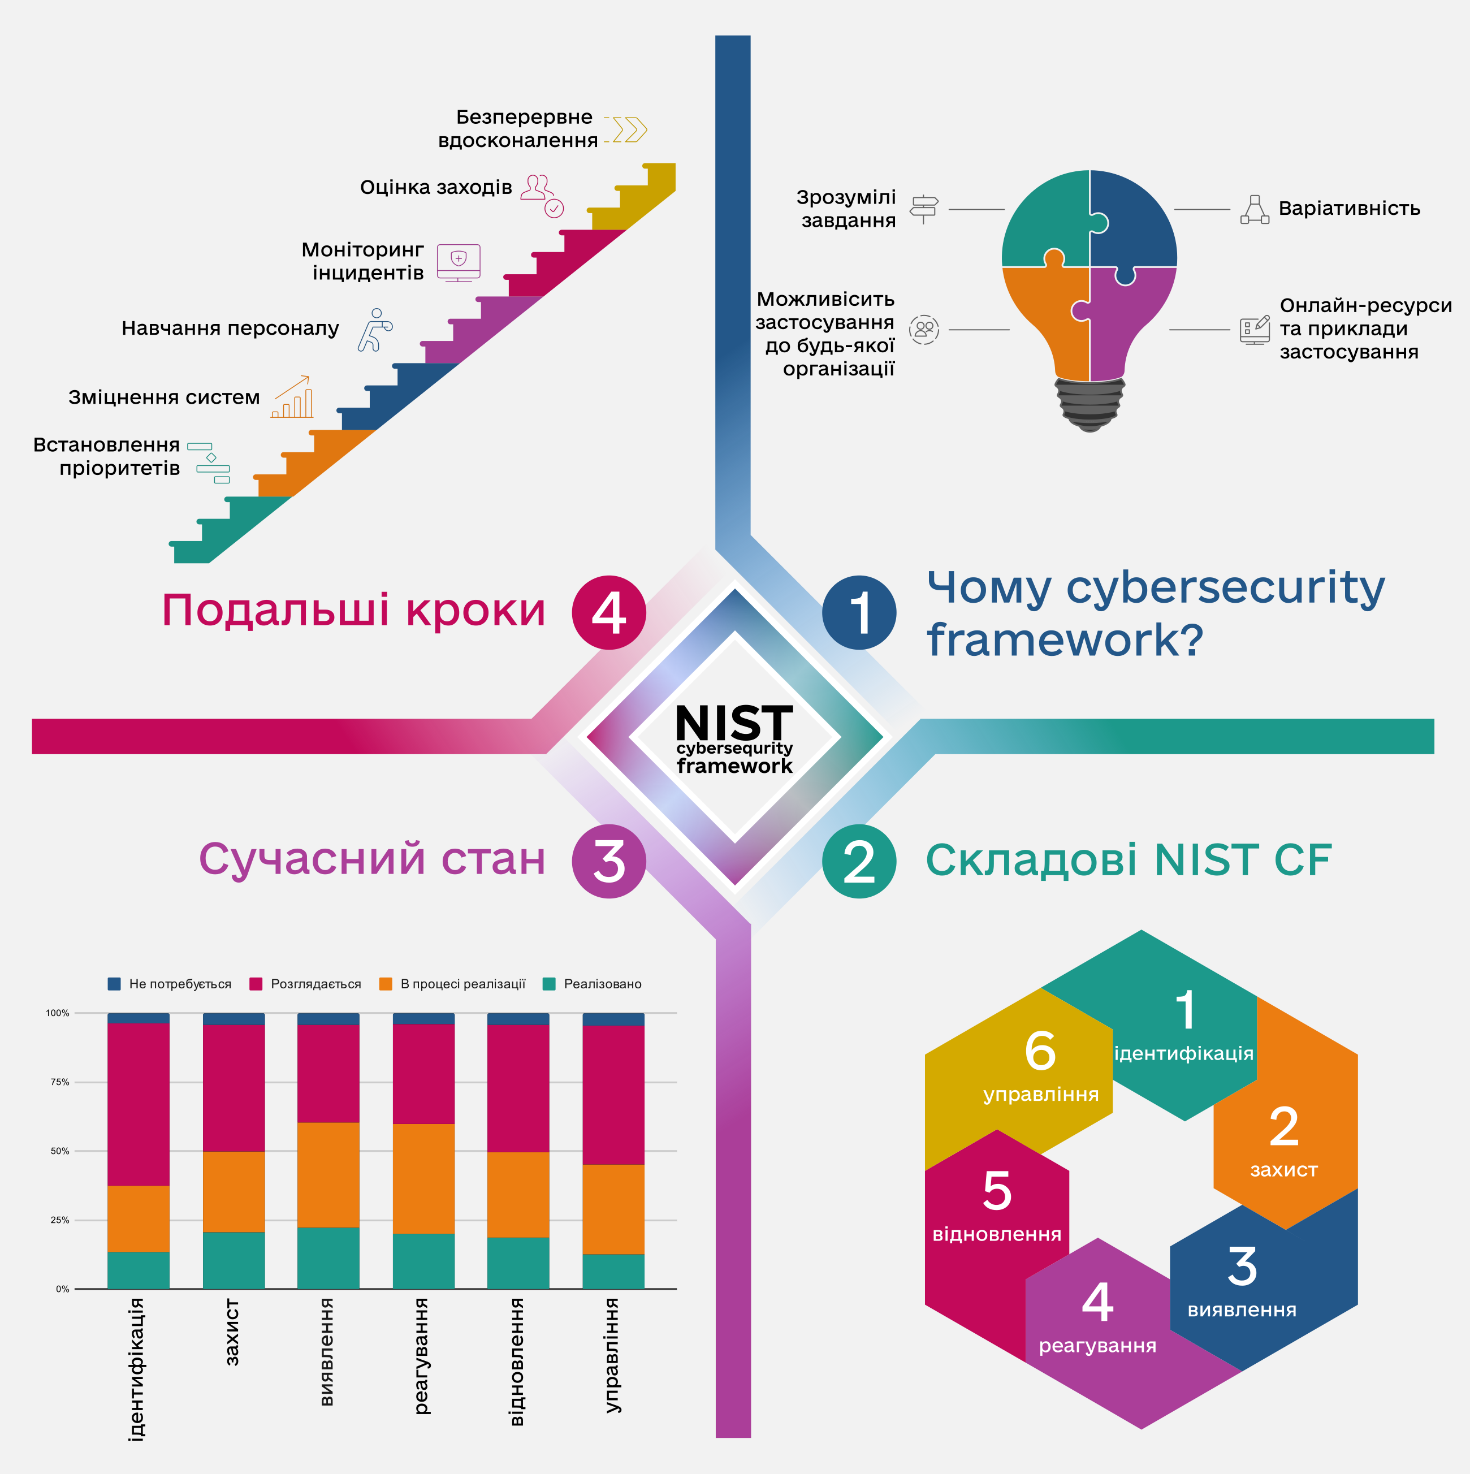 Безперервне
вдосконалення
Оцінка заходів
Моніторинг
інцидентів
Навчання персоналу
Зміцнення систем
Встановлення
пріоритетів
Подальші кроки
4
Зрозумілі
завдання
Варіативність
Можливісить
застосування
до будь-якої
організації
Онлайн-ресурси
та приклади
застосування
1
Чому cybersecurity
framework?
NIST
cybersequrity
framework
Сучасний стан
3
Не потребується
Розглядається
В процесі реалізації
Реалізовано
100%
75%
50%
25%
0%
ідентифікація
захист
виявлення
реагування
відновлення
управління
2
Складові NIST CF
1
ідентифікація
2
захист
3
виявлення
4
реагування
5
відновлення
6
управління